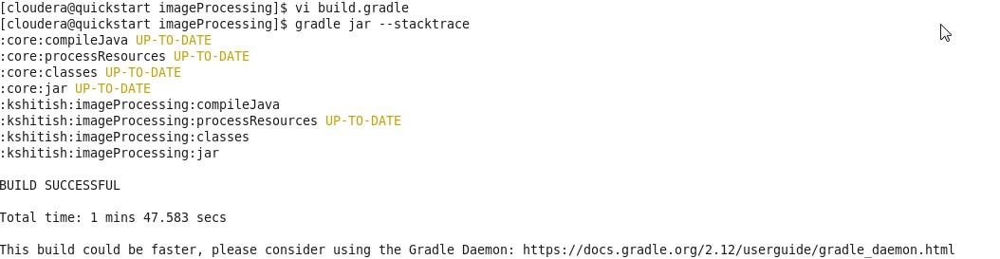 [cloudera@quickstart imageProcessing]$ vi build.gradle
[cloudera@quickstart imageProcessing]$ gradle jar --stacktrace
:core:compileJava UP-TO-DATE
:core:processResources UP-TO-DATE
:core:classes UP-TO-DATE
:core:jar UP-TO-DATE
:kshitish:imageProcessing:compileJava
:kshitish:imageProcessing:processResources UP-TO-DATE
:kshitish:imageProcessing:classes
:kshitish:imageProcessing:jar
BUILD SUCCESSFUL
Total time: 1 mins 47.583 secs
This build could be faster, please consider using the Gradle Daemon: https://docs.gradle.org/2.12/userguide/gradle_daemon.html